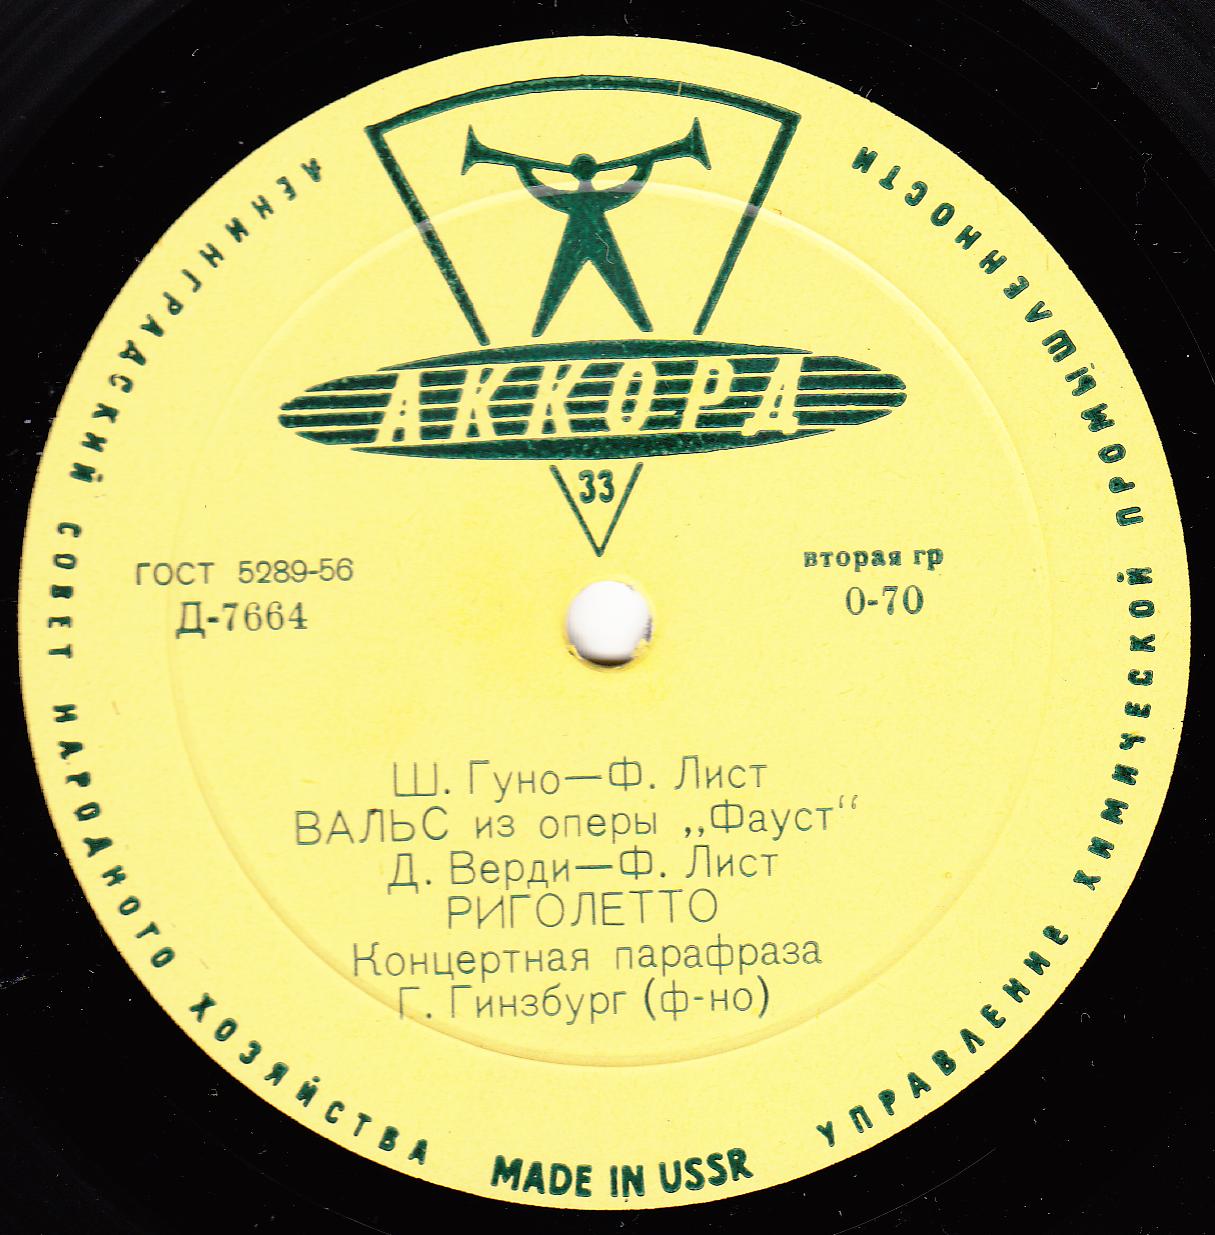 ЛЕНИНГРАДСКИЙ СОВЕТ НАРОДНОГО ХОЗЯЙСТВА
УПРАВЛЕНИЕ ХИМИЧЕСКОЙ ПРОМЫШЛЕННОСТИ
АККОРД
33
ГОСТ 5289-56
Д-7664
вторая гр
0-70
Ш. Гуно—Ф. Лист
ВАЛЬС из оперы „Фауст“
Д. Верди—Ф. Лист
РИГОЛЕТТО
Концертная парафраза
Г. Гинзбург (ф-но)
MADE IN USSR